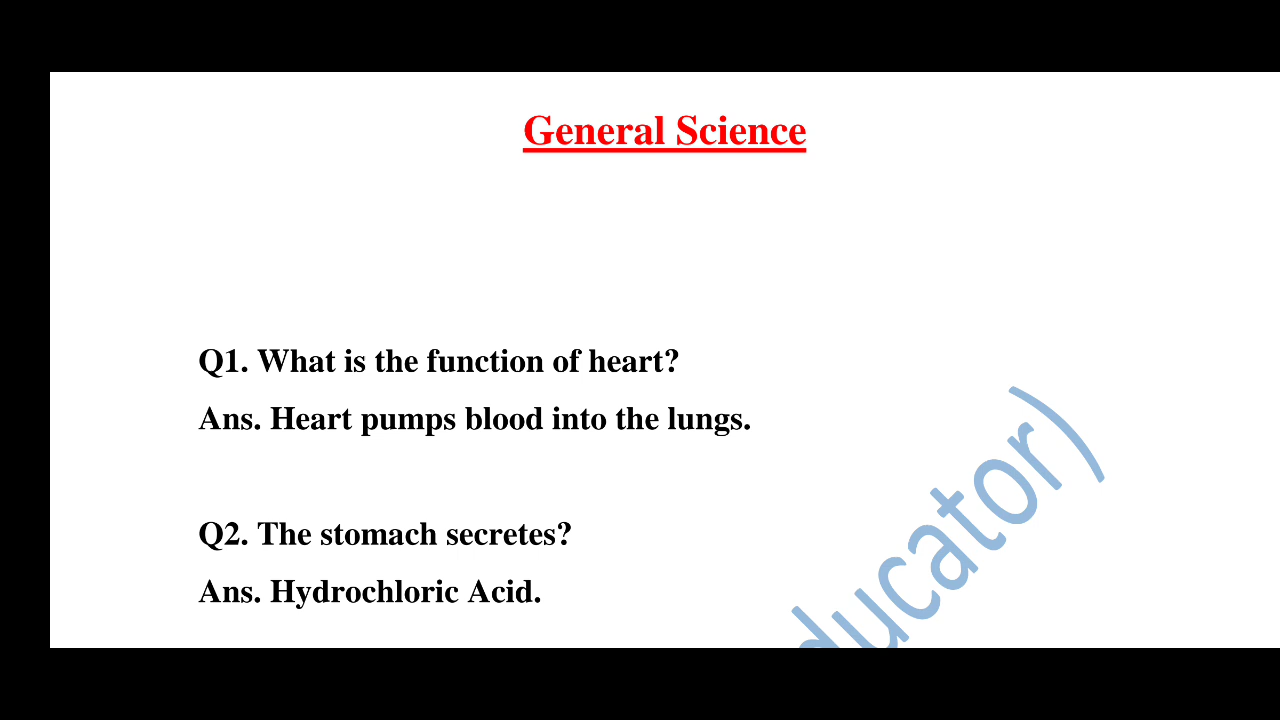 General Science
Q1. What is the function of heart?
Ans. Heart pumps blood into the lungs.
Q2. The stomach secretes?
Ans. Hydrochloric Acid.
ducator)